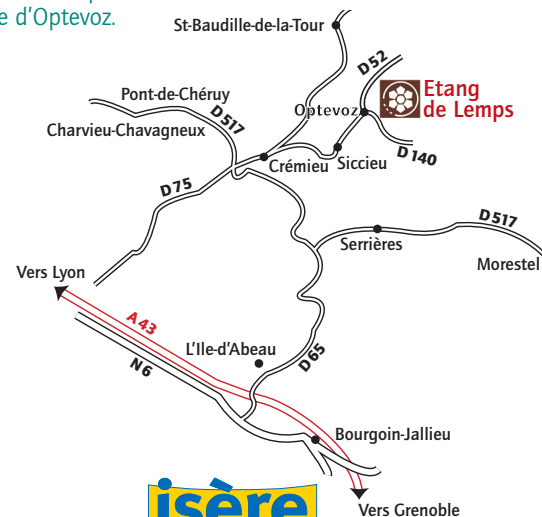 e d'Optevoz.
St-Baudille-de-la-Tour
D52
Etang
de Lemps
Pont-de-Chéruy
D517
Optevoz
Charvieu-Chavagneux
D140
Crémieu
Siccieu
D75
D517
Serrières
Morestel
Vers Lyon
A43
L'Ile-d'Abeau
D65
N6
Bourgoin-Jallieu
isère
Vers Grenoble